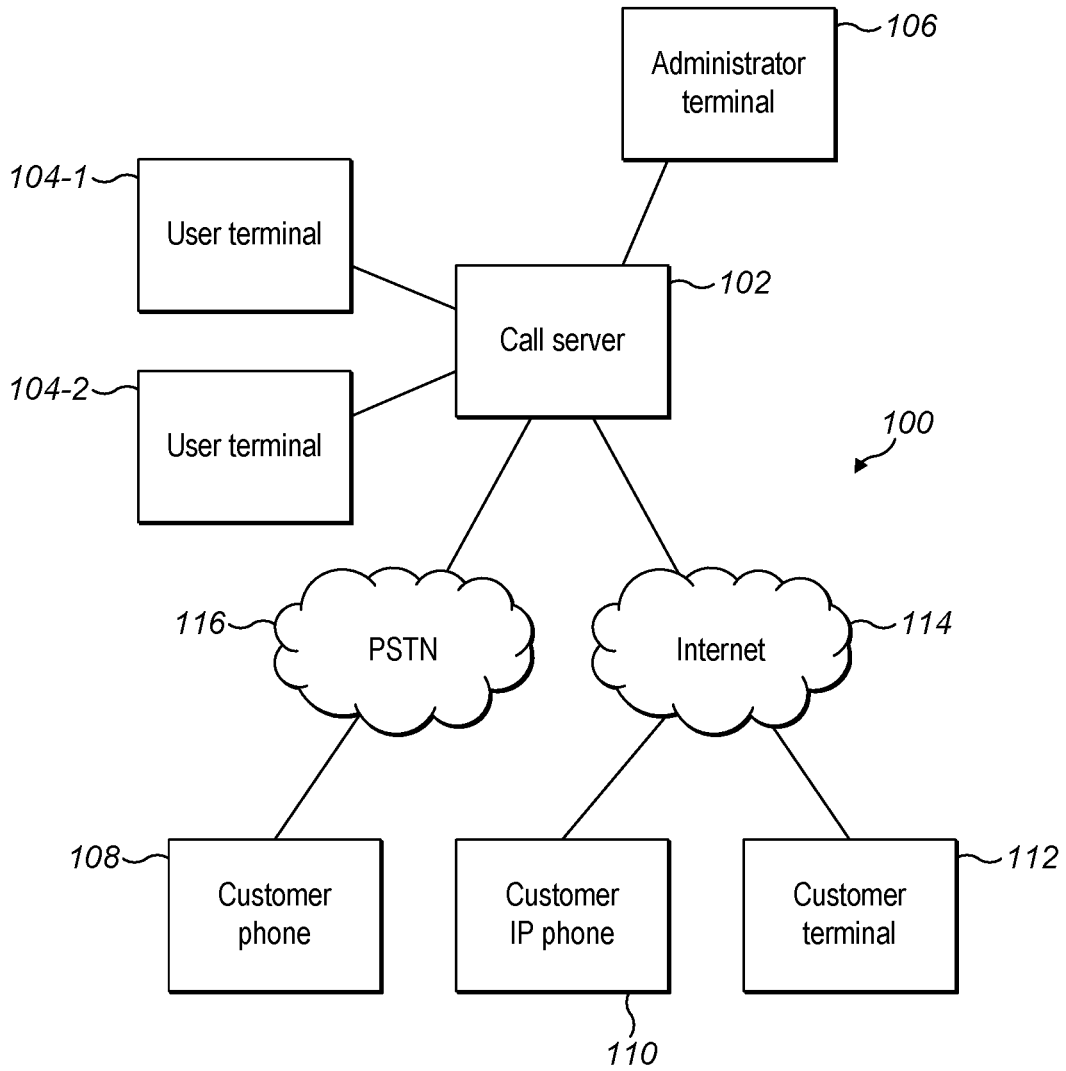 106
Administrator
terminal
104-1
User terminal
102
Call server
104-2
User terminal
100
116
PSTN
Internet
114
108
Customer
phone
Customer
IP phone
Customer
terminal
112
110